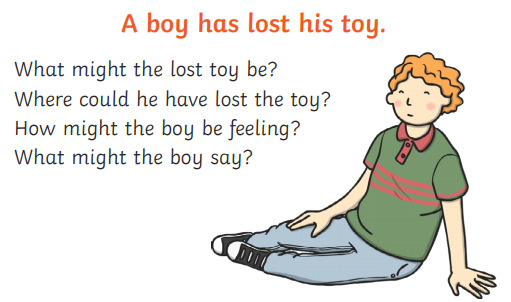 A boy has lost his toy.
What might the lost toy be?
Where could he have lost the toy?
How might the boy be feeling?
What might the boy say?